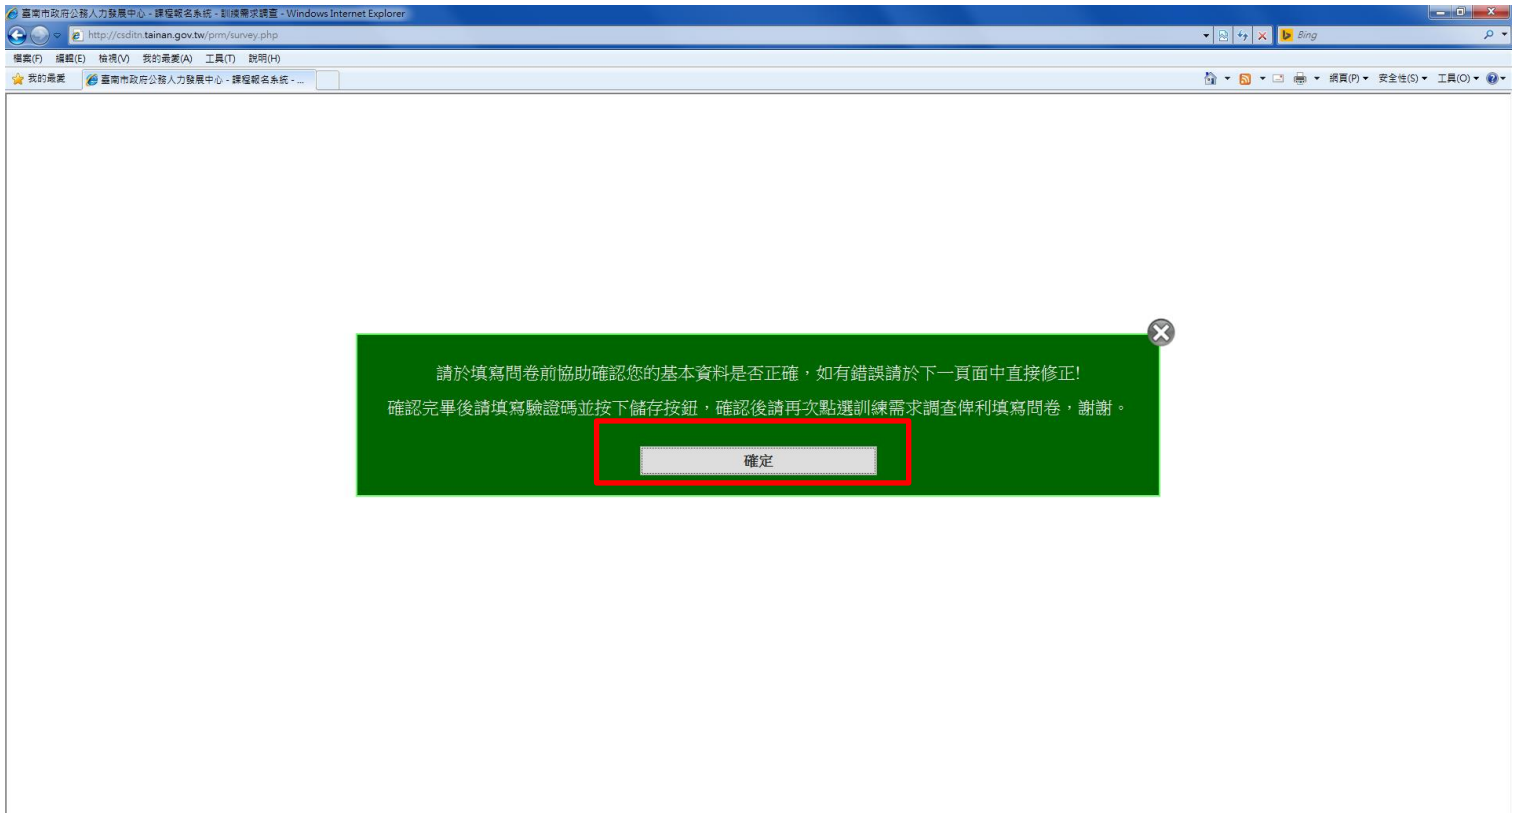 臺南市政府公務人力發展中心 - 課程報名系統 - 訓練需求調查 - Windows Internet Explorer
http://csditn.tainan.gov.tw/prm/survey.php
Bing
檔案(F) 編輯(E) 檢視(V) 我的最愛(A) 工具(T) 說明(H)
我的最愛 臺南市政府公務人力發展中心 - 課程報名系統 - ... 網頁(P) 安全性(S) 工具(O)
請於填寫問卷前協助確認您的基本資料是否正確，如有錯誤請於下一頁面中直接修正!
確認完畢後請填寫驗證碼並按下儲存按鈕，確認後請再次點選訓練需求調查俾利填寫問卷，謝謝。
確定